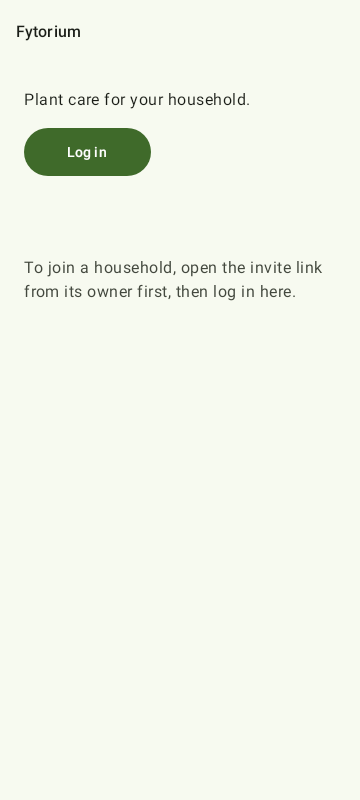 Fytorium
Plant care for your household.
Log in
To join a household, open the invite link
from its owner first, then log in here.